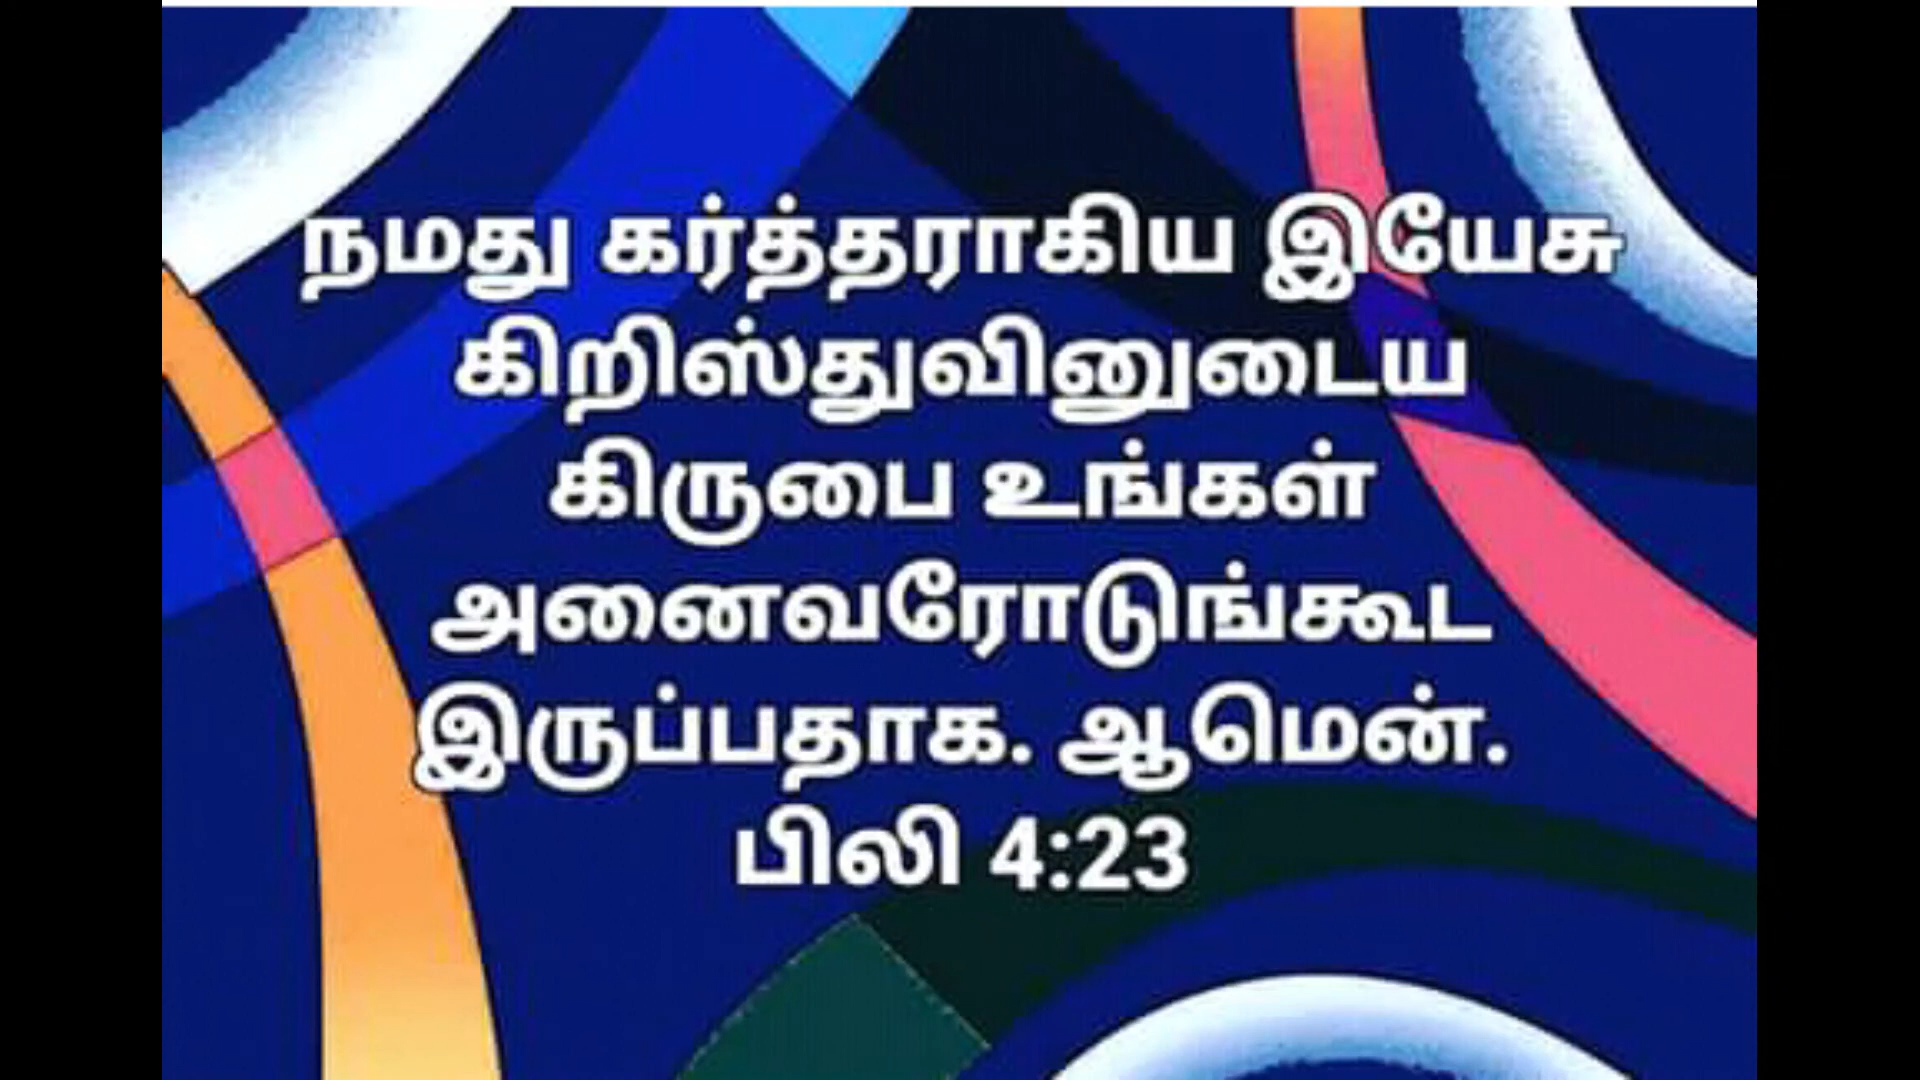 நமது கர்த்தராகிய இயேசு
கிறிஸ்துவினுடைய
கிருபை உங்கள்
அனைவரோடுங்கூட
இருப்பதாக. ஆமென்.
பிலி 4:23